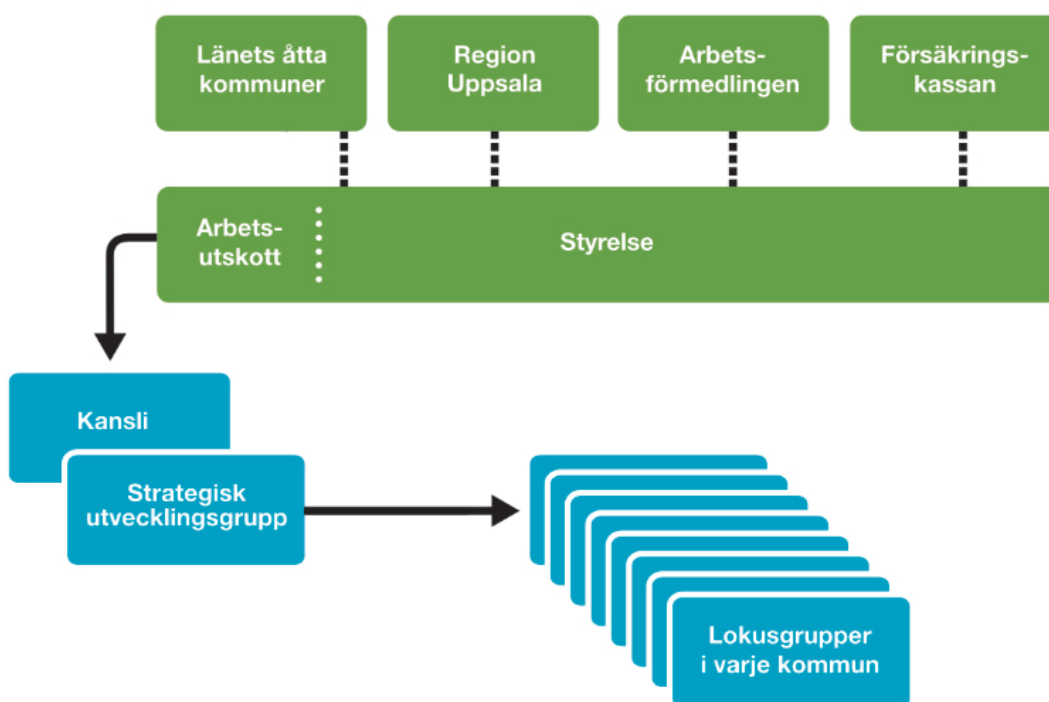 Länets åtta
kommuner
Region
Uppsala
Arbets-
förmedlingen
Försäkrings-
kassan
Arbets-
utskott
Styrelse
Kansli
Strategisk
utvecklingsgrupp
Lokusgrupper
i varje kommun